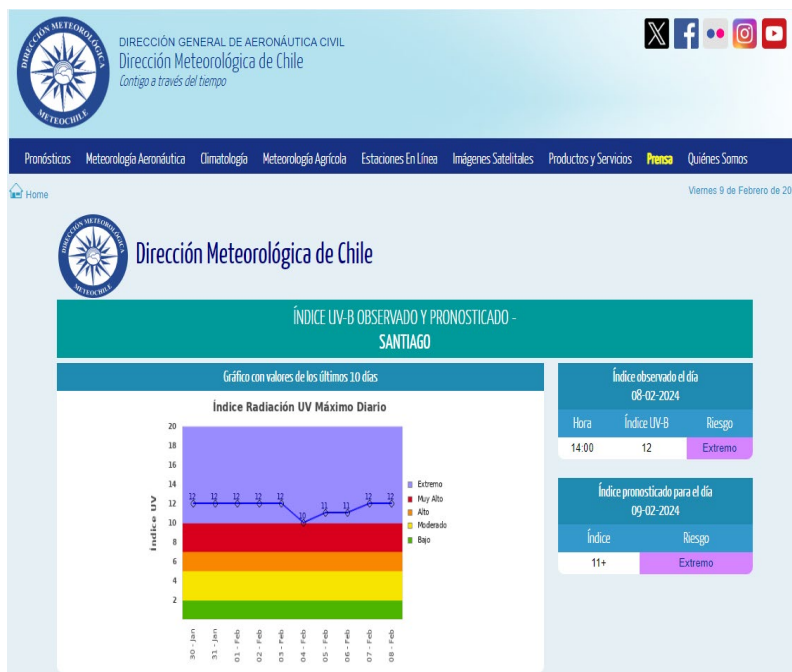 DIRECCIÓN METEOROLÓGICA
METEOCHILE
DIRECCIÓN GENERAL DE AERONÁUTICA CIVIL
Dirección Meteorológica de Chile
Contigo a través del tiempo
Pronósticos Meteorología Aeronáutica Climatología Meteorología Agrícola Estaciones En Línea Imágenes Satelitales Productos y Servicios Prensa Quiénes Somos
Home
Viernes 9 de Febrero de 20
DIRECCIÓN METEOROLÓGICA
METEOCHILE
Dirección Meteorológica de Chile
ÍNDICE UV-B OBSERVADO Y PRONOSTICADO -
SANTIAGO
Gráfico con valores de los últimos 10 días
Índice Radiación UV Máximo Diario
Índice UV
20
18
16
14
12
10
8
6
4
2
12 12 12 12 12 10 11 11 12 12
30 - Jan
31 - Jan
01 - Feb
02 - Feb
03 - Feb
04 - Feb
05 - Feb
06 - Feb
07 - Feb
08 - Feb
Extremo
Muy Alto
Alto
Moderado
Bajo
Índice observado el día
08-02-2024
Hora Índice UV-B Riesgo
14:00 12 Extremo
Índice pronosticado para el día
09-02-2024
Índice Riesgo
11+ Extremo